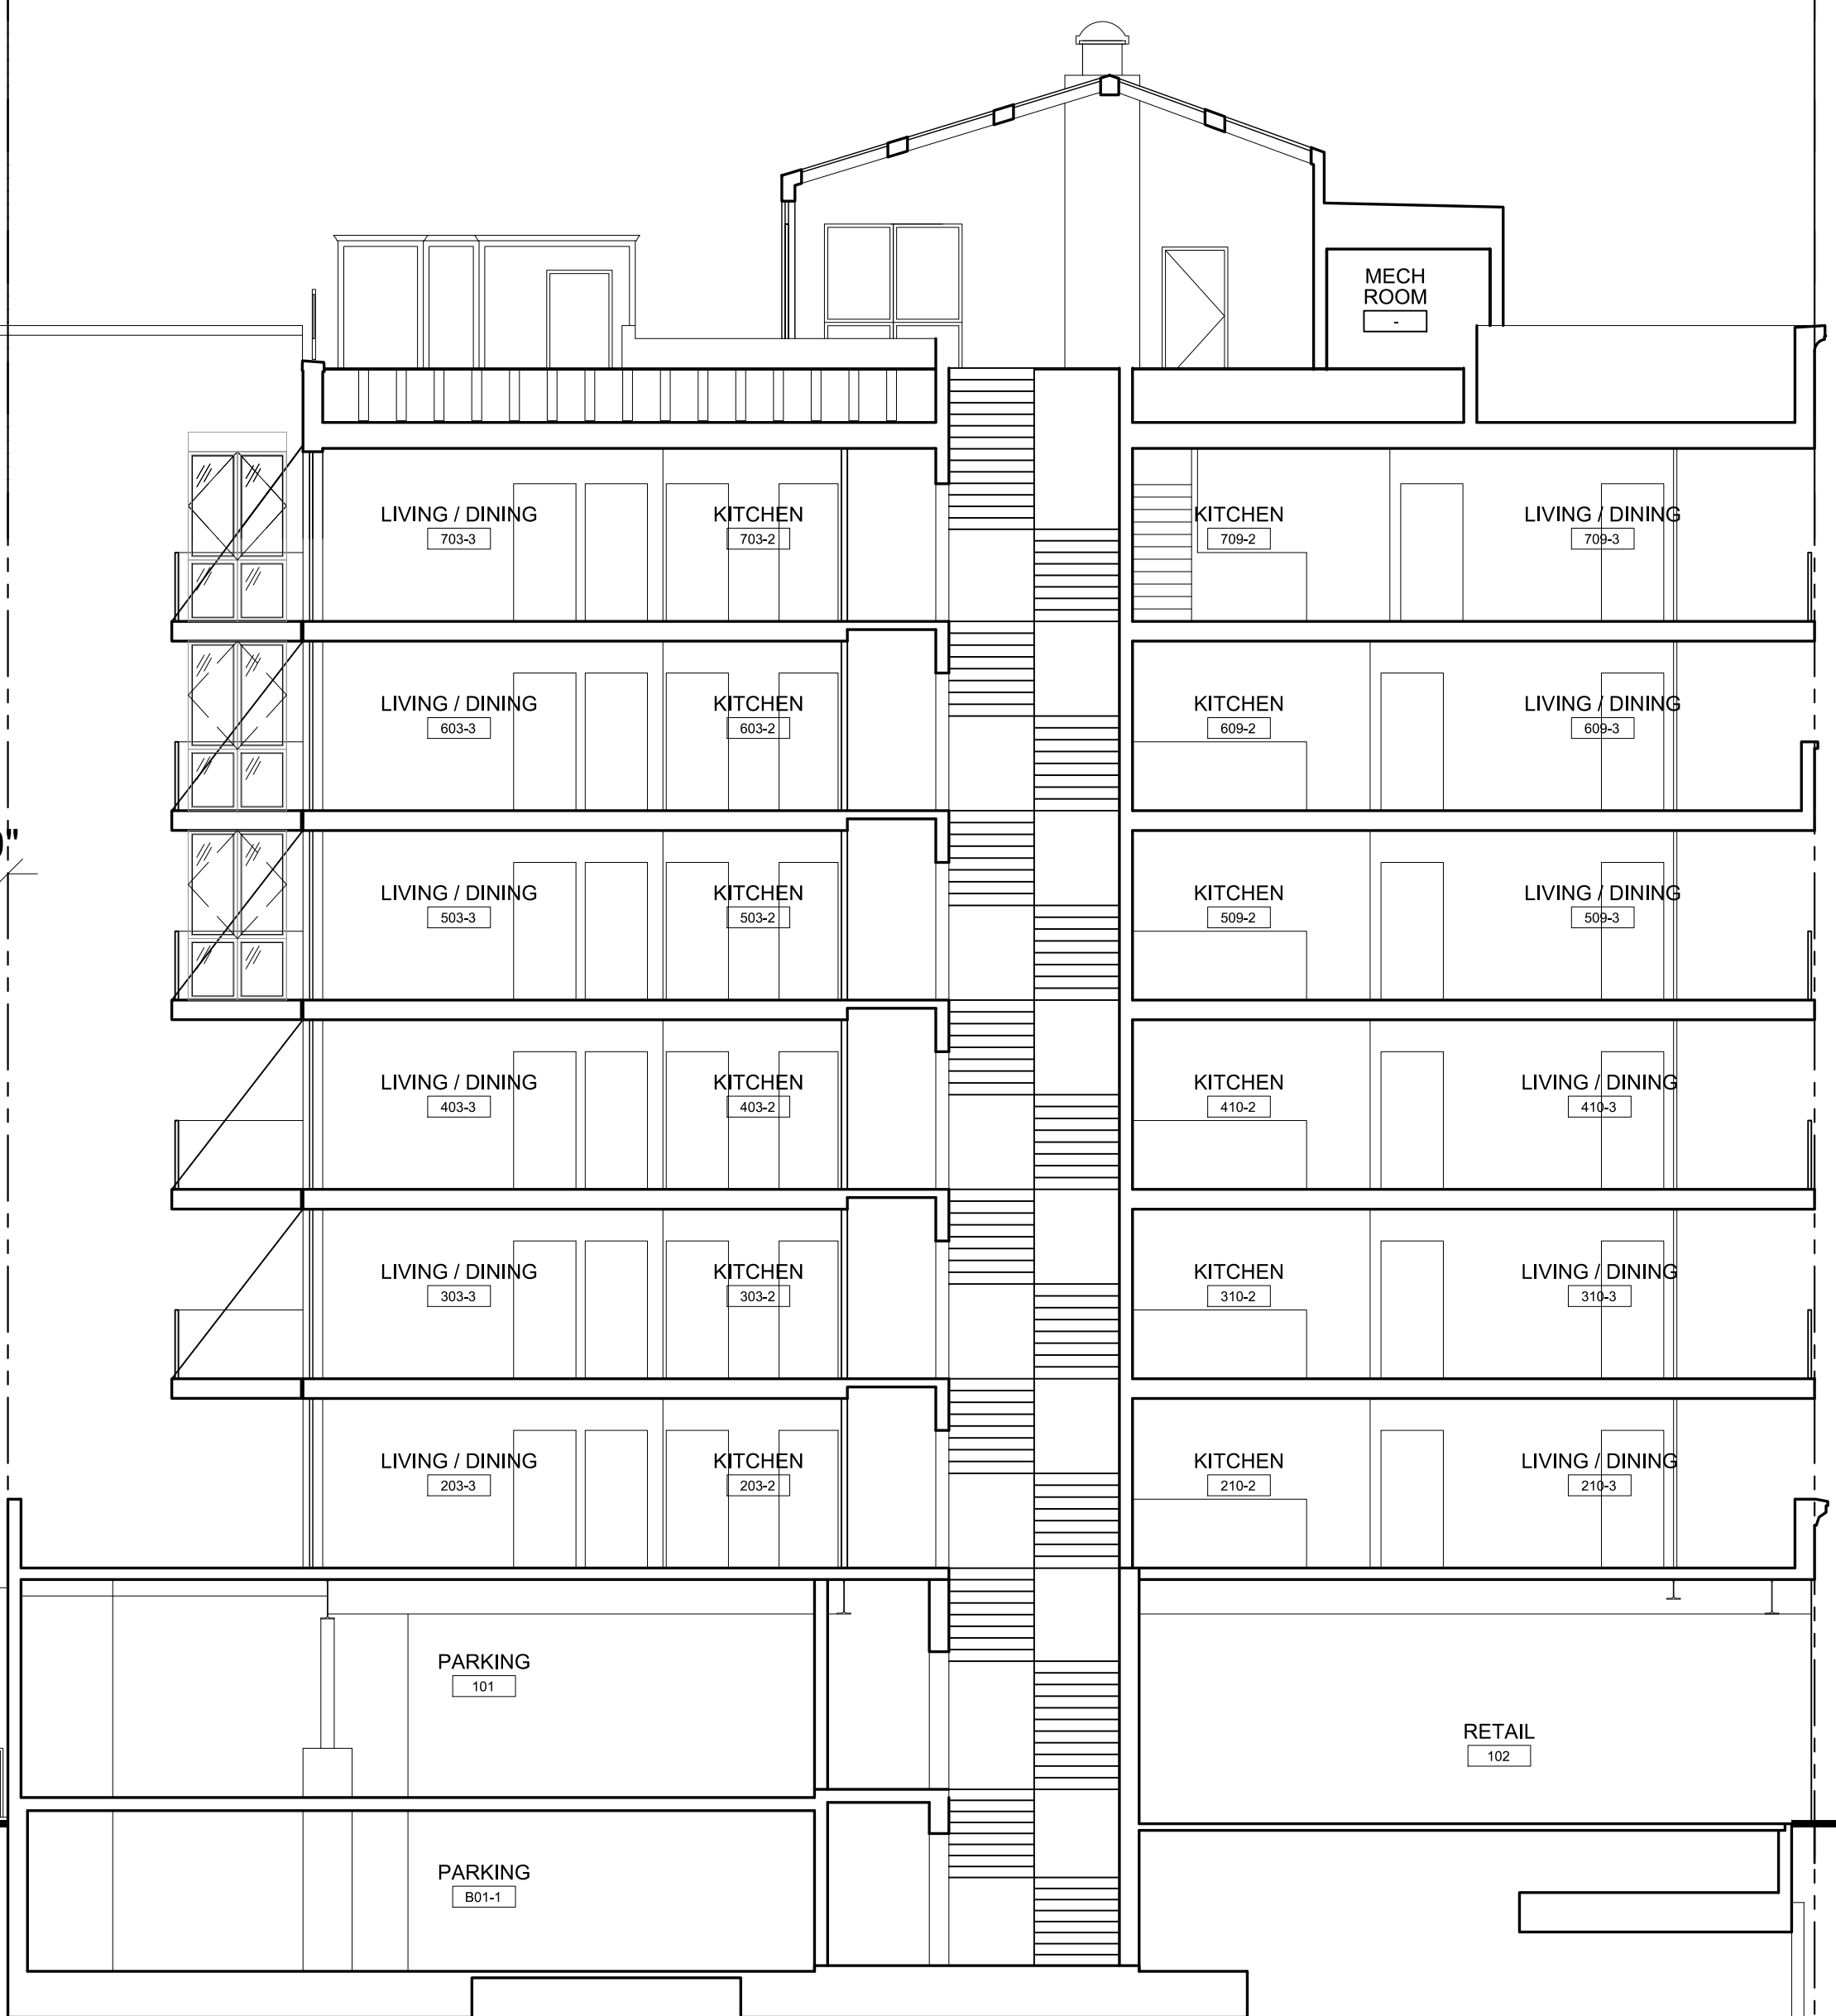 MECH
ROOM
-
LIVING / DINING
703-3
KITCHEN
703-2
KITCHEN
709-2
LIVING / DINING
709-3
LIVING / DINING
603-3
KITCHEN
603-2
KITCHEN
609-2
LIVING / DINING
609-3
LIVING / DINING
503-3
KITCHEN
503-2
KITCHEN
509-2
LIVING / DINING
509-3
LIVING / DINING
403-3
KITCHEN
403-2
KITCHEN
410-2
LIVING / DINING
410-3
LIVING / DINING
303-3
KITCHEN
303-2
KITCHEN
310-2
LIVING / DINING
310-3
LIVING / DINING
203-3
KITCHEN
203-2
KITCHEN
210-2
LIVING / DINING
210-3
PARKING
101
RETAIL
102
PARKING
B01-1